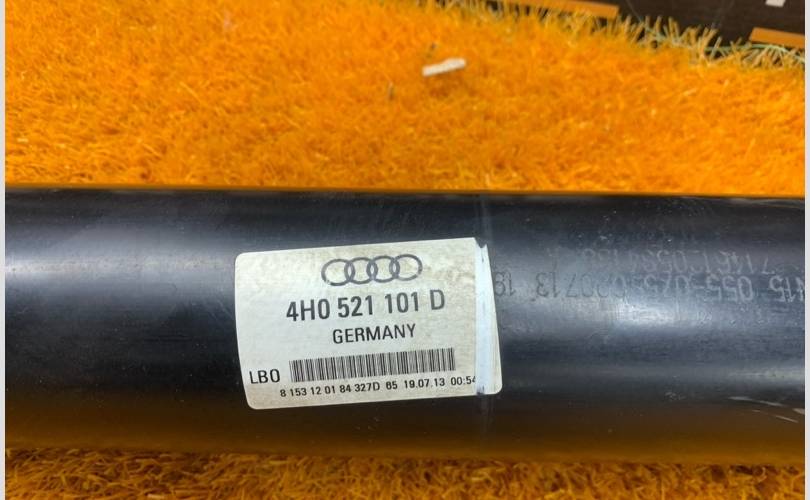 4H0 521 101 D
GERMANY
LBO
8 153 12 01 84 327D 65 19.07.13 00:54